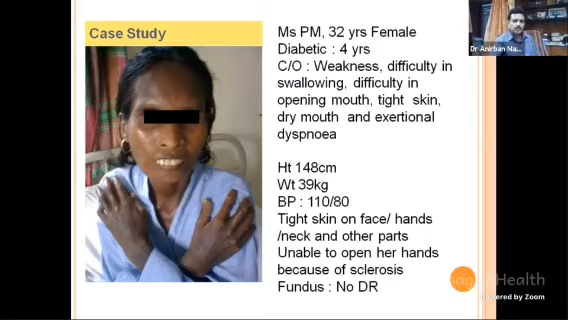 Case Study
Ms PM, 32 yrs Female
Diabetic : 4 yrs
C/O : Weakness, difficulty in
swallowing, difficulty in
opening mouth, tight skin,
dry mouth and exertional
dyspnoea
Ht 148cm
Wt 39kg
BP : 110/80
Tight skin on face/ hands
/neck and other parts
Unable to open her hands
because of sclerosis
Fundus : No DR
Dr Anirban Ma...
Health
Powered by Zoom